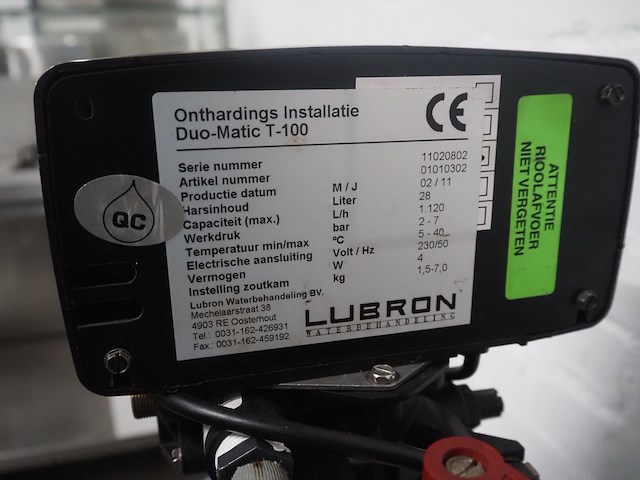 Onthardings Installatie
Duo-Matic T-100
CE
Serie nummer 11020802
Artikel nummer 01010302
Productie datum M / J 02 / 11
Harsinhoud Liter 28
Capaciteit (max.) L/h 1.120
Werkdruk bar 2 - 7
Temperatuur min/max °C 5 - 40
Electrische aansluiting Volt / Hz 230/50
Vermogen W 4
Instelling zoutkam kg 1,5-7,0
Lubron Waterbehandeling BV.
Mechelaarstraat 38
4903 RE Oosterhout
Tel : 0031-162-426931
Fax : 0031-162-459192
LUBRON
WATERBEHANDELING
QC
ATTENTIE
RIOOLAFVOER
NIET VERGETEN